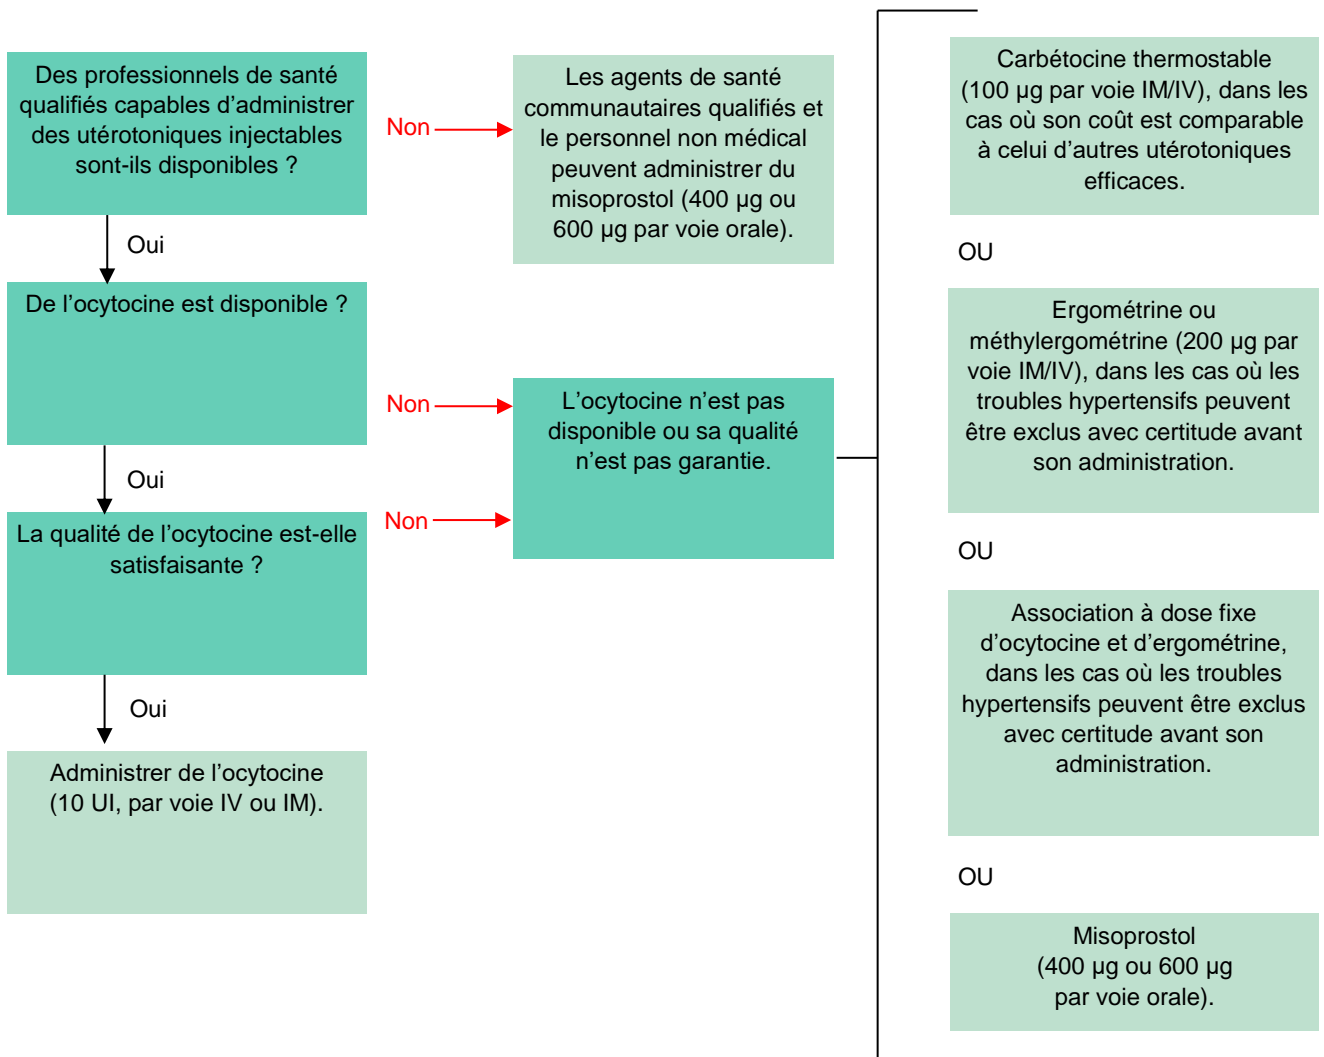 Des professionnels de santé
qualifiés capables d’administrer
des utérotoniques injectables
sont-ils disponibles ?
Non
Les agents de santé
communautaires qualifiés et
le personnel non médical
peuvent administrer du
misoprostol (400 µg ou
600 µg par voie orale).
Oui
De l’ocytocine est disponible ?
Non
L’ocytocine n’est pas
disponible ou sa qualité
n’est pas garantie.
Oui
Non
La qualité de l’ocytocine est-elle
satisfaisante ?
Oui
Administrer de l’ocytocine
(10 UI, par voie IV ou IM).
Carbétocine thermostable
(100 µg par voie IM/IV), dans les
cas où son coût est comparable
à celui d’autres utérotoniques
efficaces.
OU
Ergométrine ou
méthylergométrine (200 µg par
voie IM/IV), dans les cas où les
troubles hypertensifs peuvent
être exclus avec certitude avant
son administration.
OU
Association à dose fixe
d’ocytocine et d’ergométrine,
dans les cas où les troubles
hypertensifs peuvent être exclus
avec certitude avant son
administration.
OU
Misoprostol
(400 µg ou 600 µg
par voie orale).